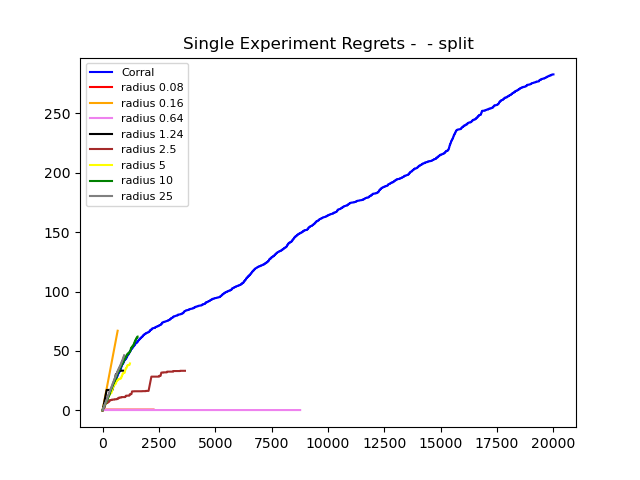 Single Experiment Regrets -  - split
Corral
radius 0.08
radius 0.16
radius 0.64
radius 1.24
radius 2.5
radius 5
radius 10
radius 25
250
200
150
100
50
0
0 2500 5000 7500 10000 12500 15000 17500 20000